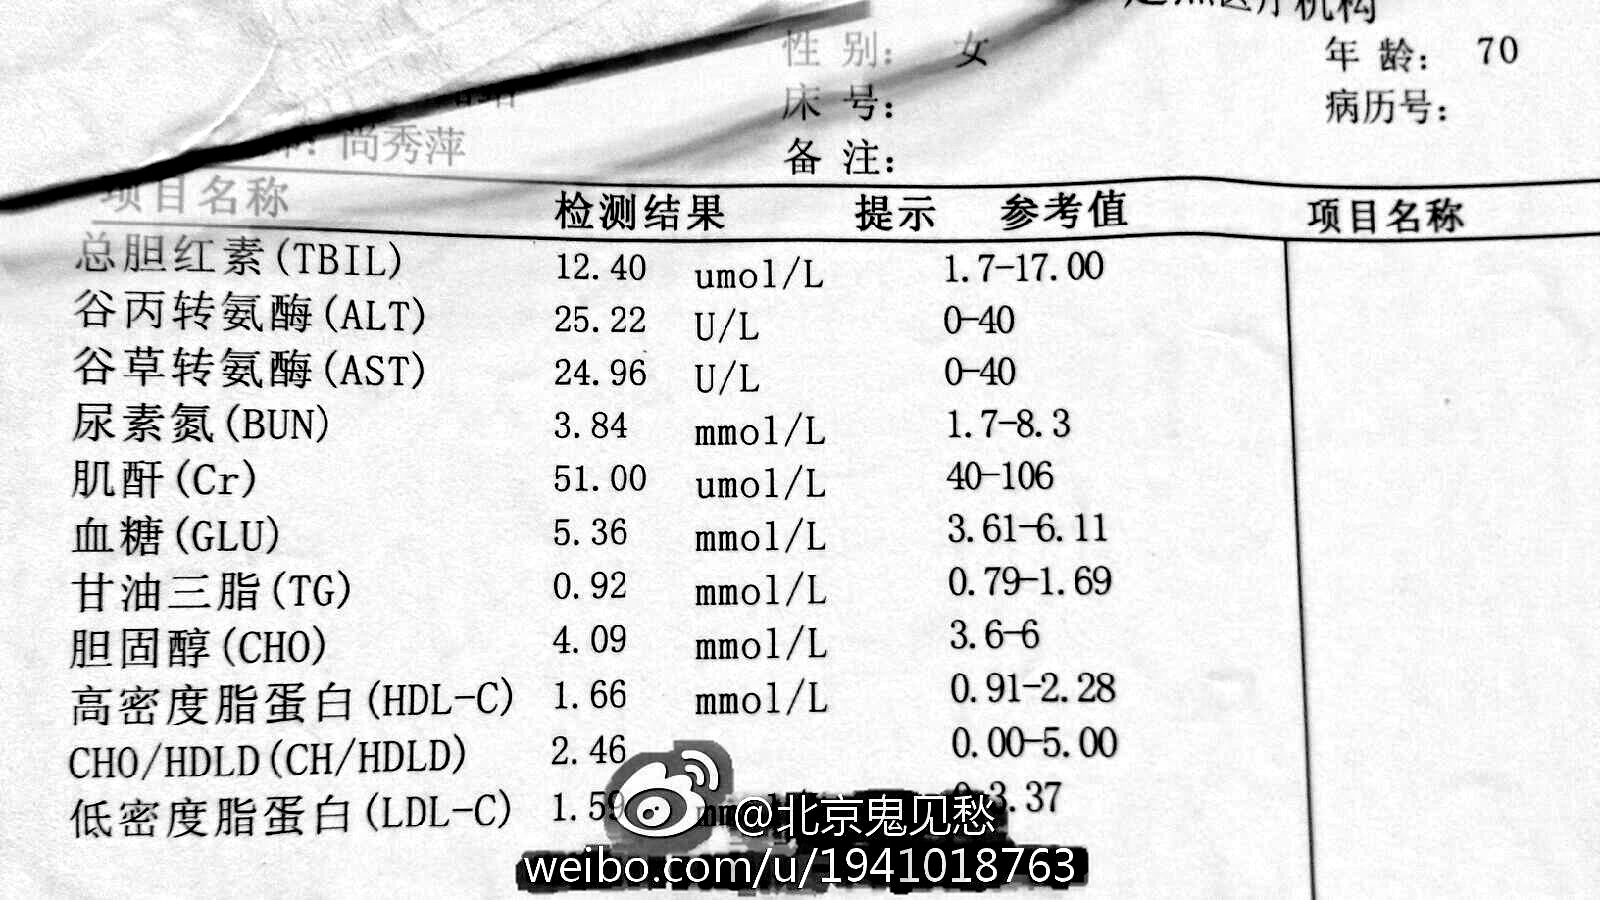 机构
性 别: 女 年 龄: 70
床 号: 病历号:
尚秀萍 备 注:
项目名称 检测结果 提示 参考值 项目名称
总胆红素(TBIL) 12.40 umol/L 1.7-17.00
谷丙转氨酶(ALT) 25.22 U/L 0-40
谷草转氨酶(AST) 24.96 U/L 0-40
尿素氮(BUN) 3.84 mmol/L 1.7-8.3
肌酐(Cr) 51.00 umol/L 40-106
血糖(GLU) 5.36 mmol/L 3.61-6.11
甘油三脂(TG) 0.92 mmol/L 0.79-1.69
胆固醇(CHO) 4.09 mmol/L 3.6-6
高密度脂蛋白(HDL-C) 1.66 mmol/L 0.91-2.28
CHO/HDLD(CH/HDLD) 2.46 0.00-5.00
低密度脂蛋白(LDL-C) 1.59 3.37
@北京鬼见愁
weibo.com/u/1941018763